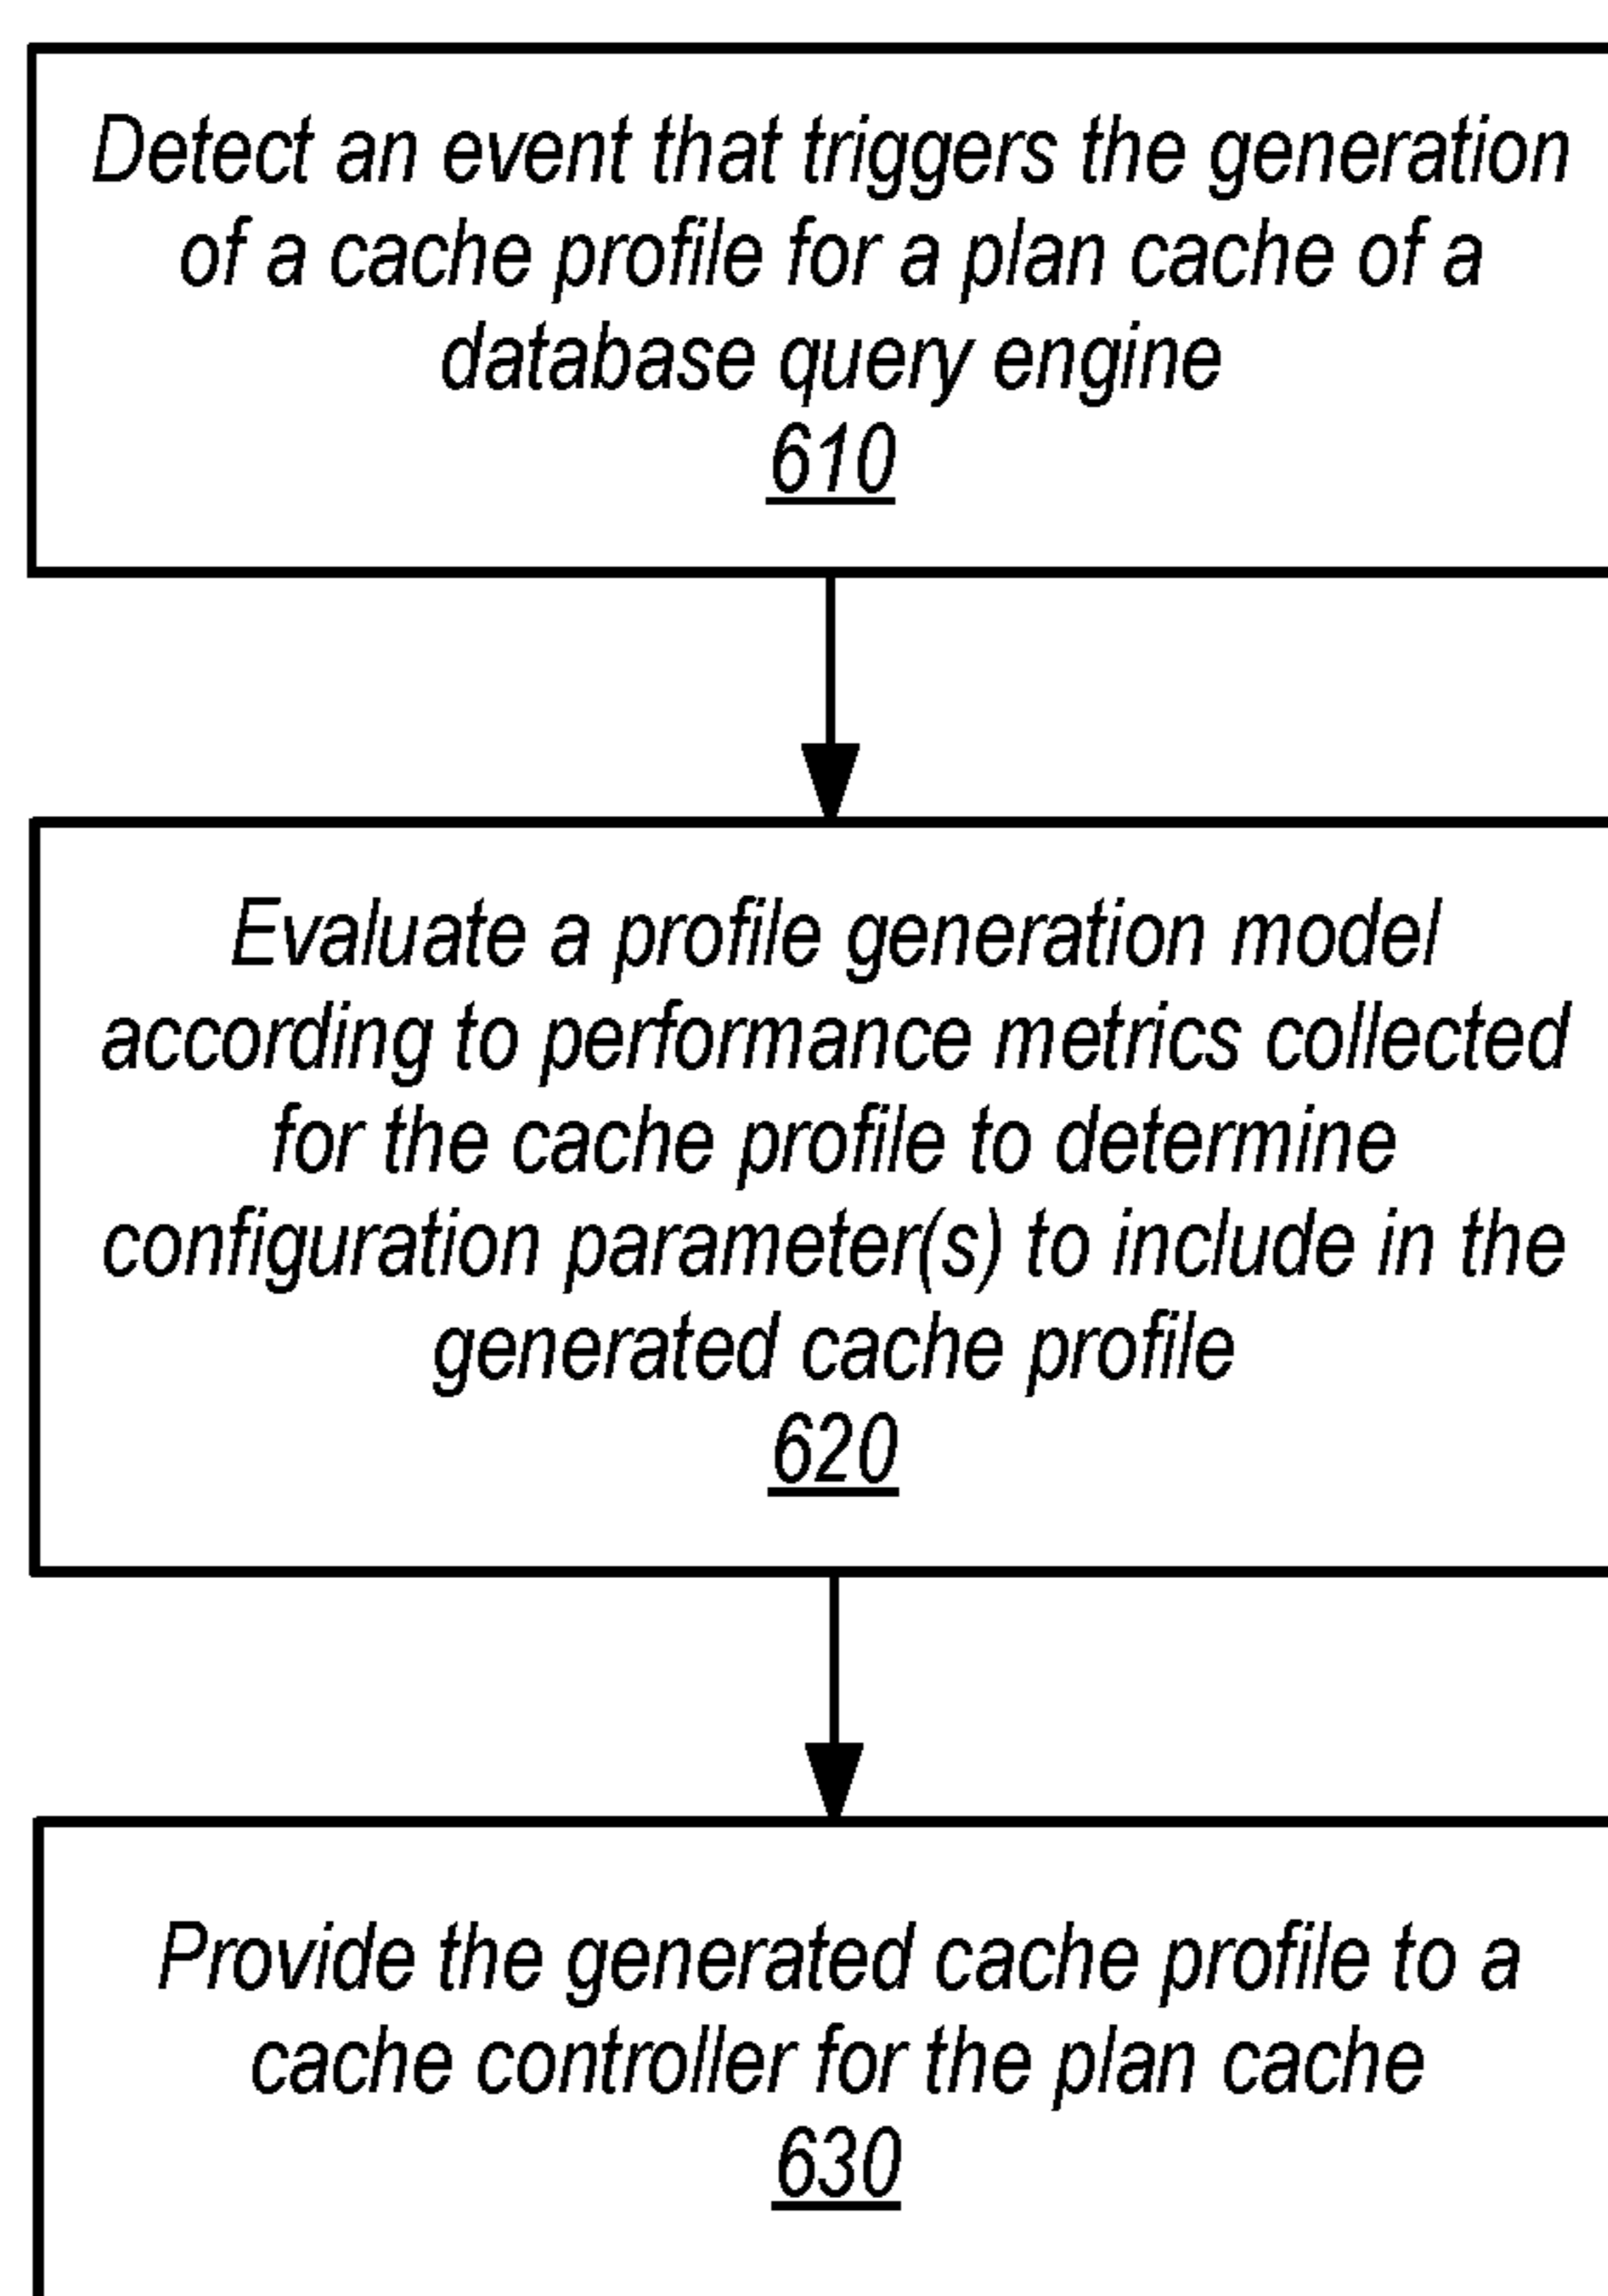 Detect an event that triggers the generation
of a cache profile for a plan cache of a
database query engine
610
Evaluate a profile generation model
according to performance metrics collected
for the cache profile to determine
configuration parameter(s) to include in the
generated cache profile
620
Provide the generated cache profile to a
cache controller for the plan cache
630